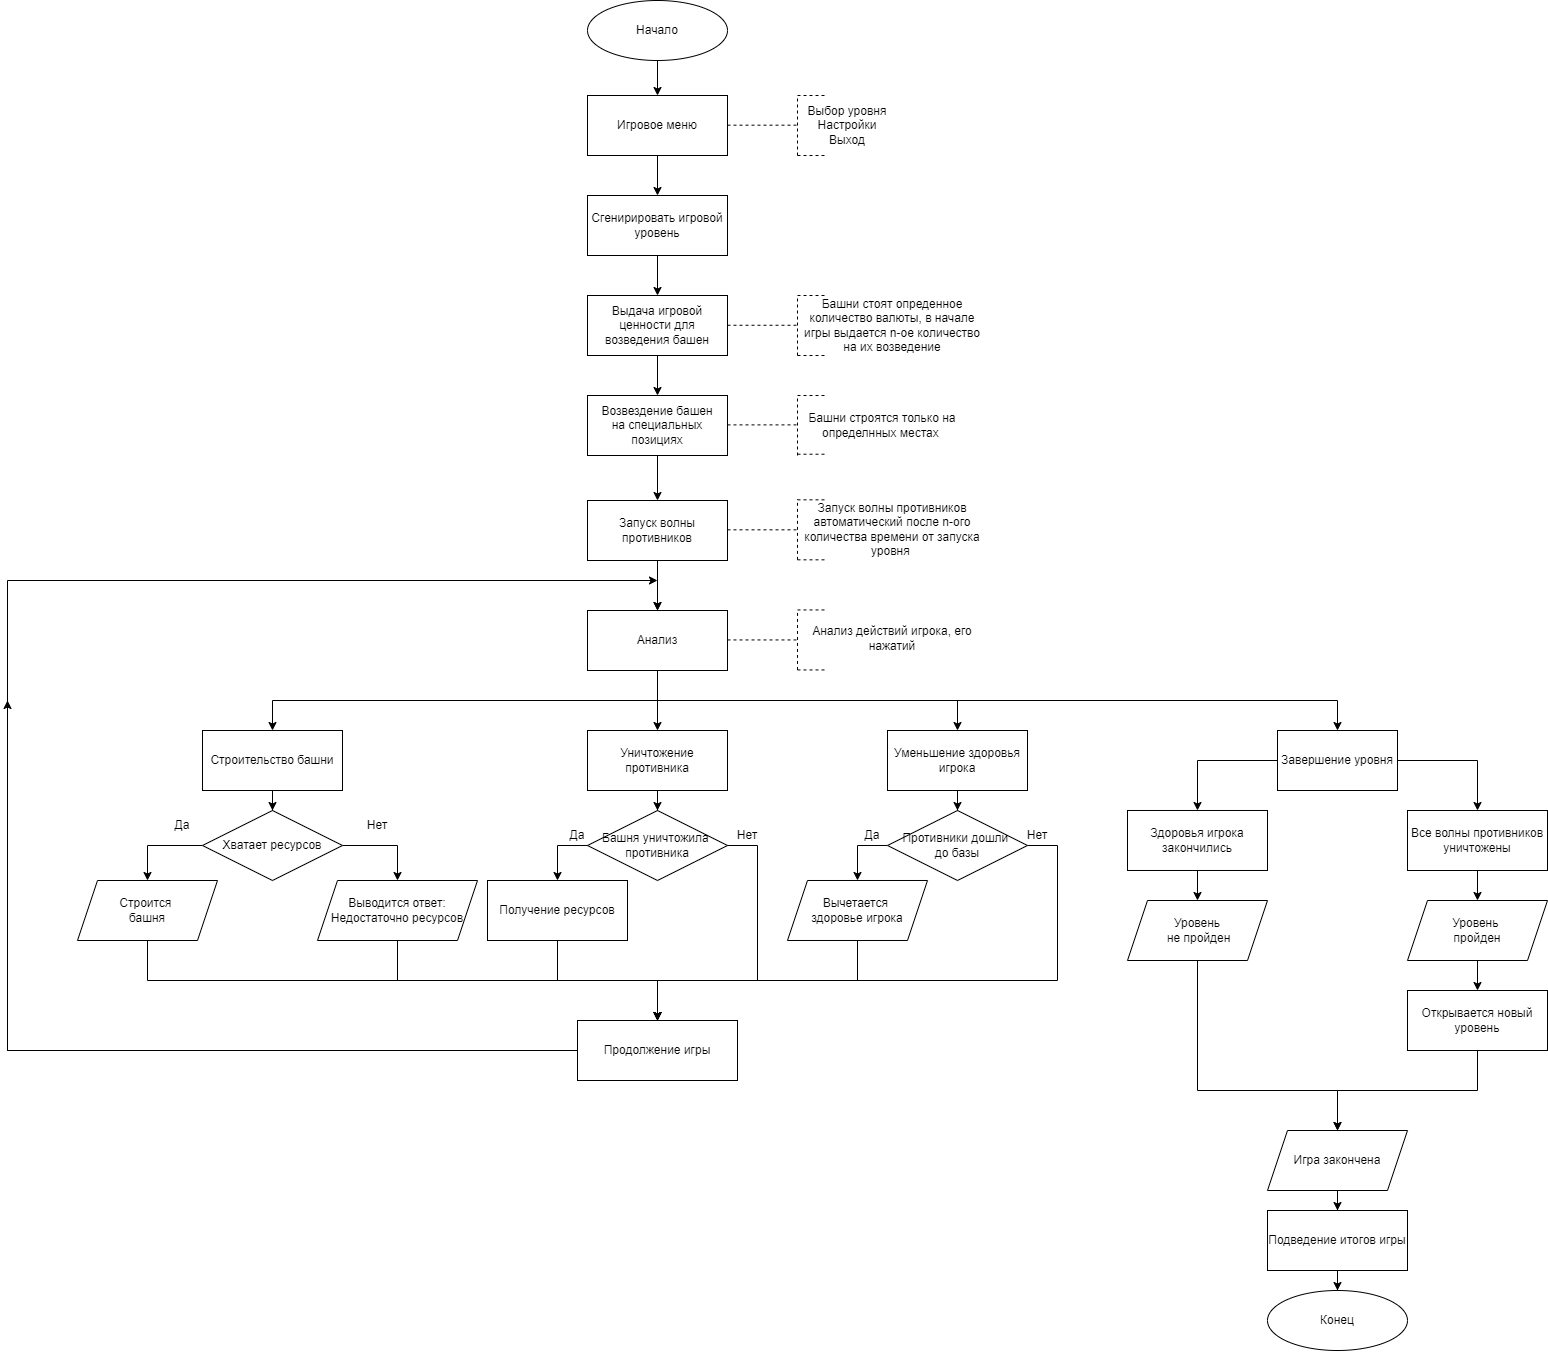 Начало
Игровое меню
Выбор уровня
Настройки
Выход
Сгенирировать игровой
уровень
Выдача игровой
ценности для
возведения башен
Башни стоят опреденное
количество валюты, в начале
игры выдается n-ое количество
на их возведение
Возвездение башен
на специальных
позициях
Башни строятся только на
определнных местах
Запуск волны
противников
Запуск волны противников
автоматический после n-ого
количества времени от запуска
уровня
Анализ
Анализ действий игрока, его
нажатий
Строительство башни
Уничтожение
противника
Уменьшение здоровья
игрока
Завершение уровня
Да
Хватает ресурсов
Нет
Да
Башня уничтожила
противника
Нет
Да
Противники дошли
до базы
Нет
Здоровья игрока
закончились
Все волны противников
уничтожены
Строится
башня
Выводится ответ:
Недостаточно ресурсов
Получение ресурсов
Вычетается
здоровье игрока
Уровень
не пройден
Уровень
пройден
Открывается новый
уровень
Продолжение игры
Игра закончена
Подведение итогов игры
Конец